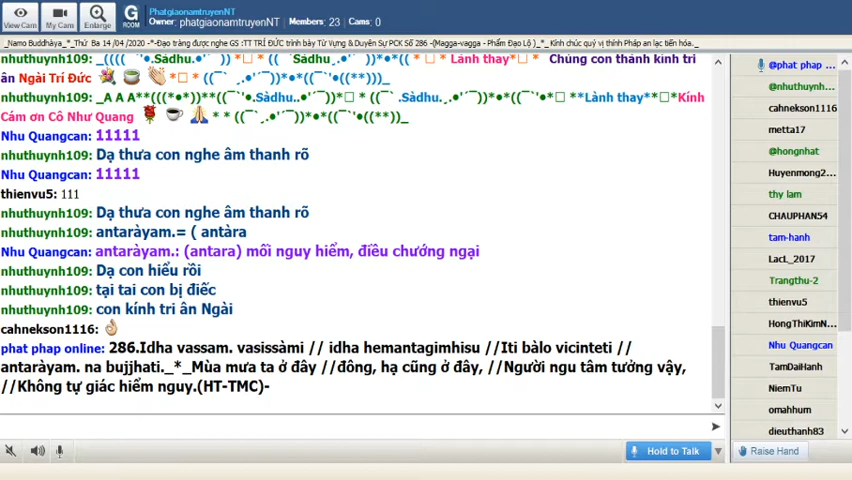 View Cam
My Cam
Enlarge
G ROOM
PhatgiaonamtruyenNT
Owner: phatgiaonamtruyenNT
Members: 23
Cams: 0
_Namo Buddhàya_*_Thứ Ba 14 /04 /2020 -*-Đạo tràng được nghe GS :TT TRÍ ĐỨC trình bày Từ Vựng & Duyên Sự PCK Số 286 -(Magga-vagga - Phẩm Đạo Lộ )_*_ Kính chúc quý vị thính Pháp an lạc tiến hóa._
nhuthuynh109: Sàdhu Sàdhu Lành thay Chúng con thành kính tri
ân Ngài Trí Đức
nhuthuynh109: _A A A**(((•*))**((¯`•.Sàdhu Sàdhu **Lành thay** *Kính
Cám ơn Cô Như Quang
Nhu Quangcan: 11111
nhuthuynh109: Dạ thưa con nghe âm thanh rõ
Nhu Quangcan: 11111
thienvu5: 111
nhuthuynh109: Dạ thưa con nghe âm thanh rõ
nhuthuynh109: antaràyam.= ( antàra
Nhu Quangcan: antaràyam.: (antara) mối nguy hiểm, điều chướng ngại
nhuthuynh109: Dạ con hiểu rồi
nhuthuynh109: tại tai con bị điếc
nhuthuynh109: con kính tri ân Ngài
cahnekson1116: 👌
phat phap online: 286.Idha vassam. vasissàmi // idha hemantagimhisu //Iti bàlo vicinteti //
antaràyam. na bujjhati._*_Mùa mưa ta ở đây //đông, hạ cũng ở đây, //Người ngu tâm tưởng vậy,
//Không tự giác hiểm nguy.(HT-TMC)-
Hold to Talk
@phat phap ...
@nhuthuynh...
cahnekson1116
metta17
@hongnhat
Huyenmong2...
thy lam
CHAUPHAN54
tam-hanh
LacL_2017
Trangthu-2
thienvu5
HongThiKimN...
Nhu Quangcan
TamDaiHanh
NiemTu
omahhum
dieuthanh83
Raise Hand